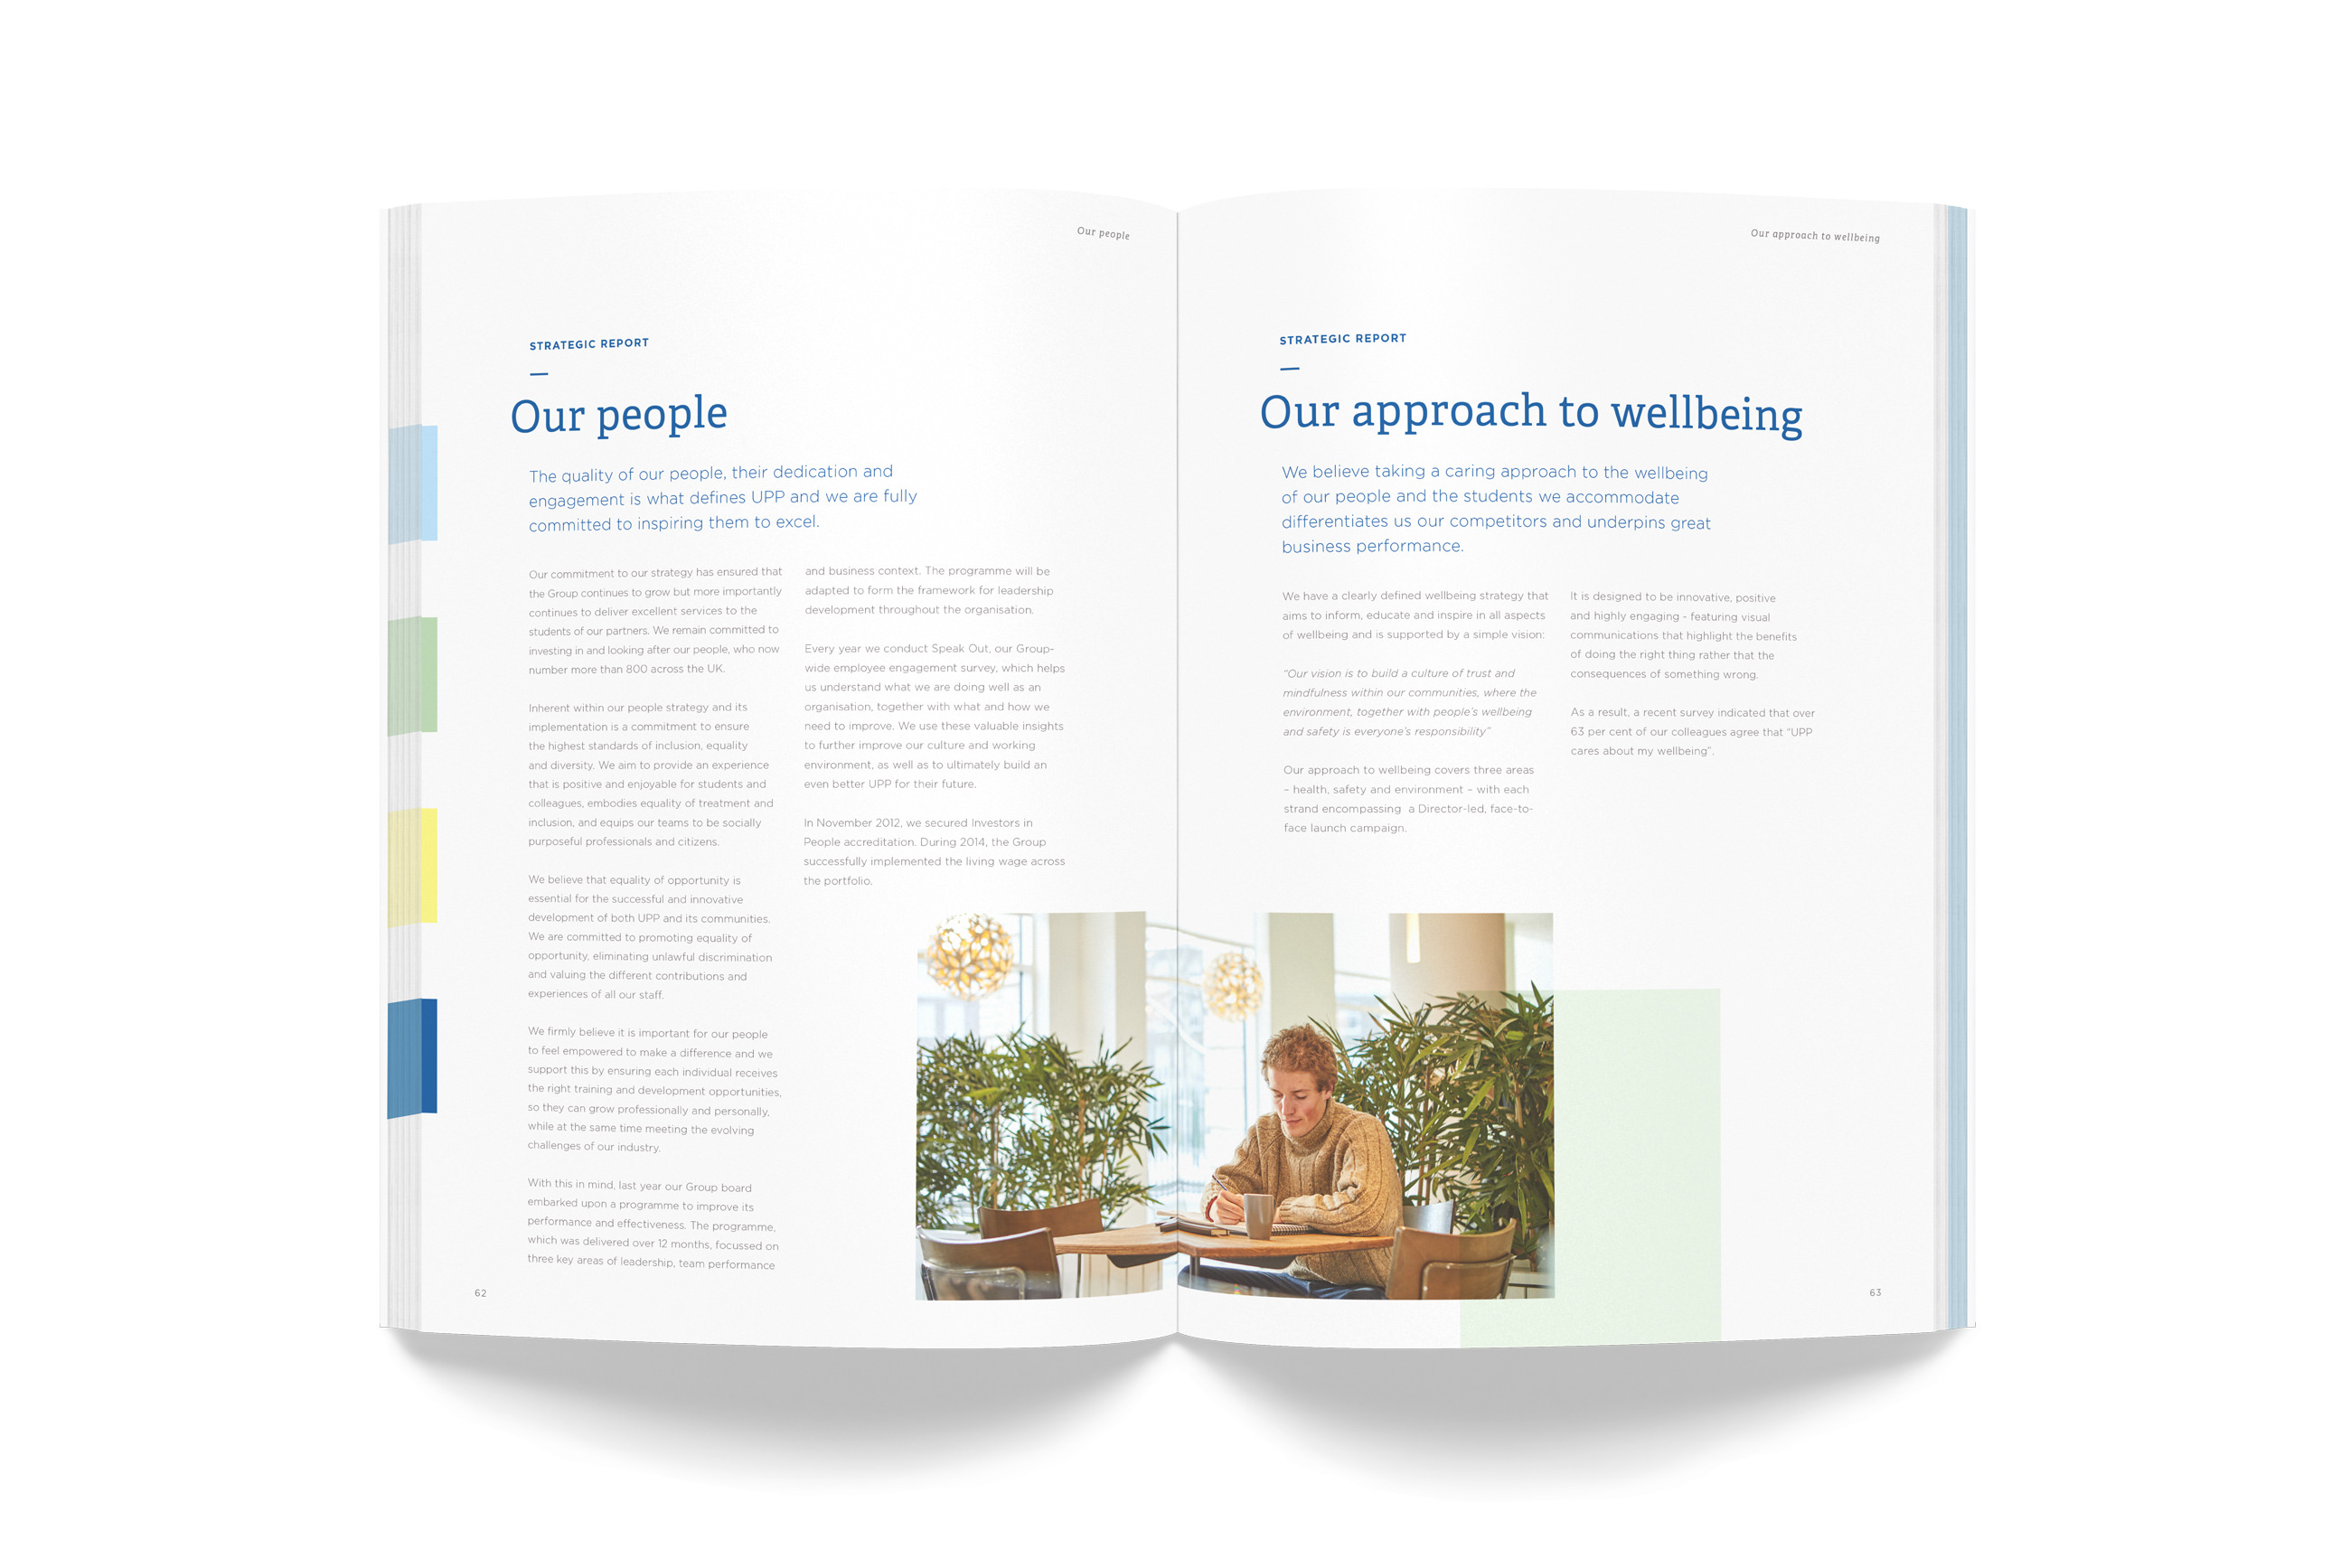 Our people
STRATEGIC REPORT
Our people
The quality of our people, their dedication and
engagement is what defines UPP and we are fully
committed to inspiring them to excel.
Our commitment to our strategy has ensured that
the Group continues to grow but more importantly
continues to deliver excellent services to the
students of our partners. We remain committed to
investing in and looking after our people, who now
number more than 800 across the UK.
Inherent within our people strategy and its
implementation is a commitment to ensure
the highest standards of inclusion, equality
and diversity. We aim to provide an experience
that is positive and enjoyable for students and
colleagues, embodies equality of treatment and
inclusion, and equips our teams to be socially
purposeful professionals and citizens.
We believe that equality of opportunity is
essential for the successful and innovative
development of both UPP and its communities.
We are committed to promoting equality of
opportunity, eliminating unlawful discrimination
and valuing the different contributions and
experiences of all our staff.
We firmly believe it is important for our people
to feel empowered to make a difference and we
support this by ensuring each individual receives
the right training and development opportunities,
so they can grow professionally and personally,
while at the same time meeting the evolving
challenges of our industry.
With this in mind, last year our Group board
embarked upon a programme to improve its
performance and effectiveness. The programme,
which was delivered over 12 months, focussed on
three key areas of leadership, team performance
and business context. The programme will be
adapted to form the framework for leadership
development throughout the organisation.
Every year we conduct Speak Out, our Group-
wide employee engagement survey, which helps
us understand what we are doing well as an
organisation, together with what and how we
need to improve. We use these valuable insights
to further improve our culture and working
environment, as well as to ultimately build an
even better UPP for their future.
In November 2012, we secured Investors in
People accreditation. During 2014, the Group
successfully implemented the living wage across
the portfolio.
62
Our approach to wellbeing
STRATEGIC REPORT
Our approach to wellbeing
We believe taking a caring approach to the wellbeing
of our people and the students we accommodate
differentiates us our competitors and underpins great
business performance.
We have a clearly defined wellbeing strategy that
aims to inform, educate and inspire in all aspects
of wellbeing and is supported by a simple vision:
“Our vision is to build a culture of trust and
mindfulness within our communities, where the
environment, together with people’s wellbeing
and safety is everyone’s responsibility”
Our approach to wellbeing covers three areas
– health, safety and environment – with each
strand encompassing a Director-led, face-to-
face launch campaign.
It is designed to be innovative, positive
and highly engaging - featuring visual
communications that highlight the benefits
of doing the right thing rather that the
consequences of something wrong.
As a result, a recent survey indicated that over
63 per cent of our colleagues agree that “UPP
cares about my wellbeing”.
63